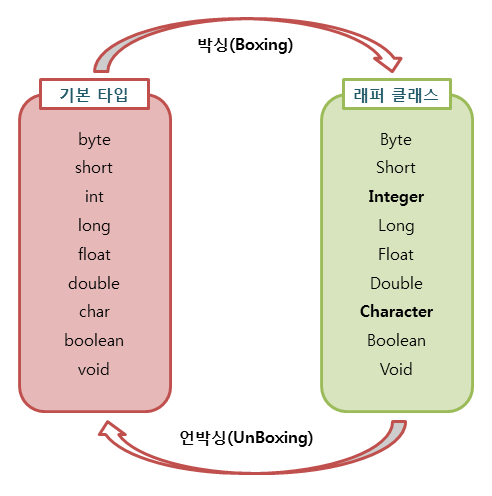 박싱(Boxing)
기본 타입
byte
short
int
long
float
double
char
boolean
void
래퍼 클래스
Byte
Short
Integer
Long
Float
Double
Character
Boolean
Void
언박싱(UnBoxing)